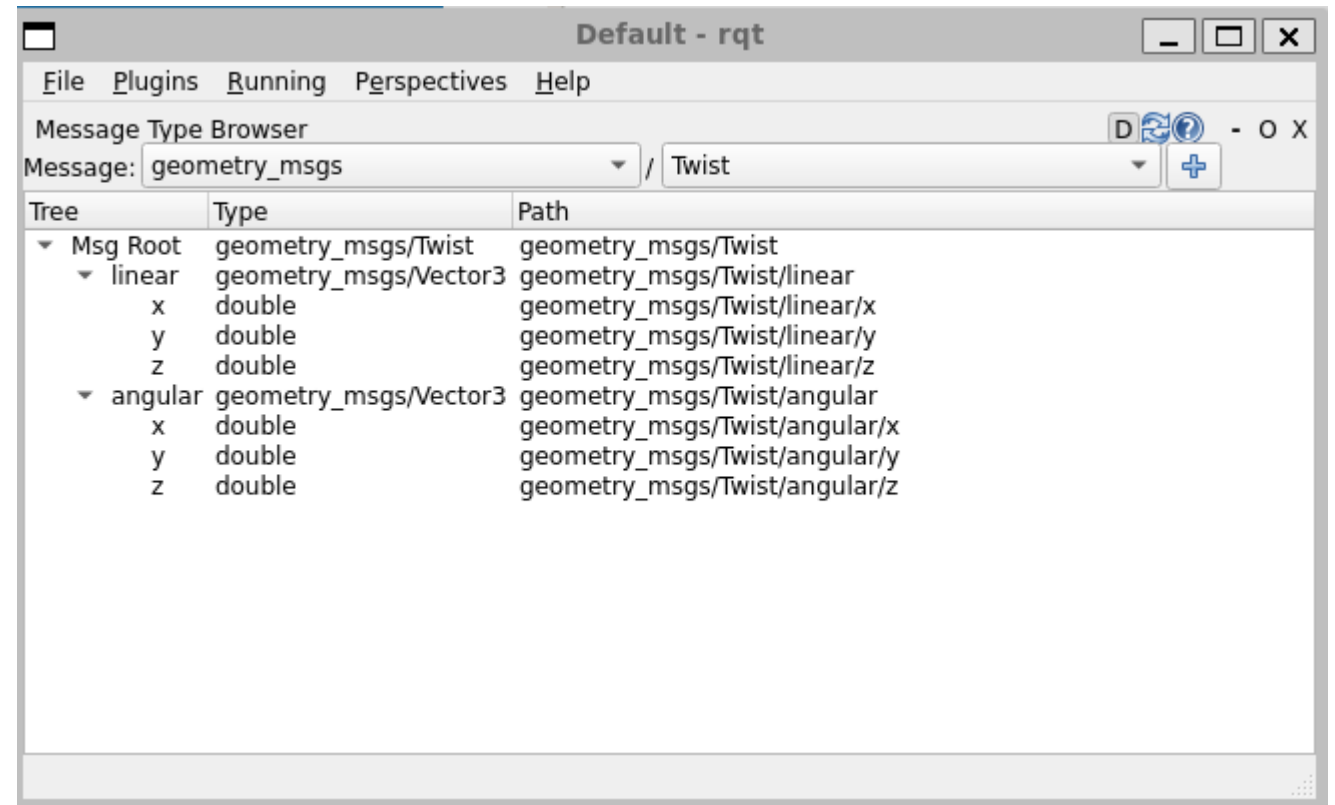 Default - rqt
File Plugins Running Perspectives Help
Message Type Browser D ? - O X
Message: geometry_msgs / Twist
Tree Type Path
Msg Root geometry_msgs/Twist geometry_msgs/Twist
linear geometry_msgs/Vector3 geometry_msgs/Twist/linear
x double geometry_msgs/Twist/linear/x
y double geometry_msgs/Twist/linear/y
z double geometry_msgs/Twist/linear/z
angular geometry_msgs/Vector3 geometry_msgs/Twist/angular
x double geometry_msgs/Twist/angular/x
y double geometry_msgs/Twist/angular/y
z double geometry_msgs/Twist/angular/z